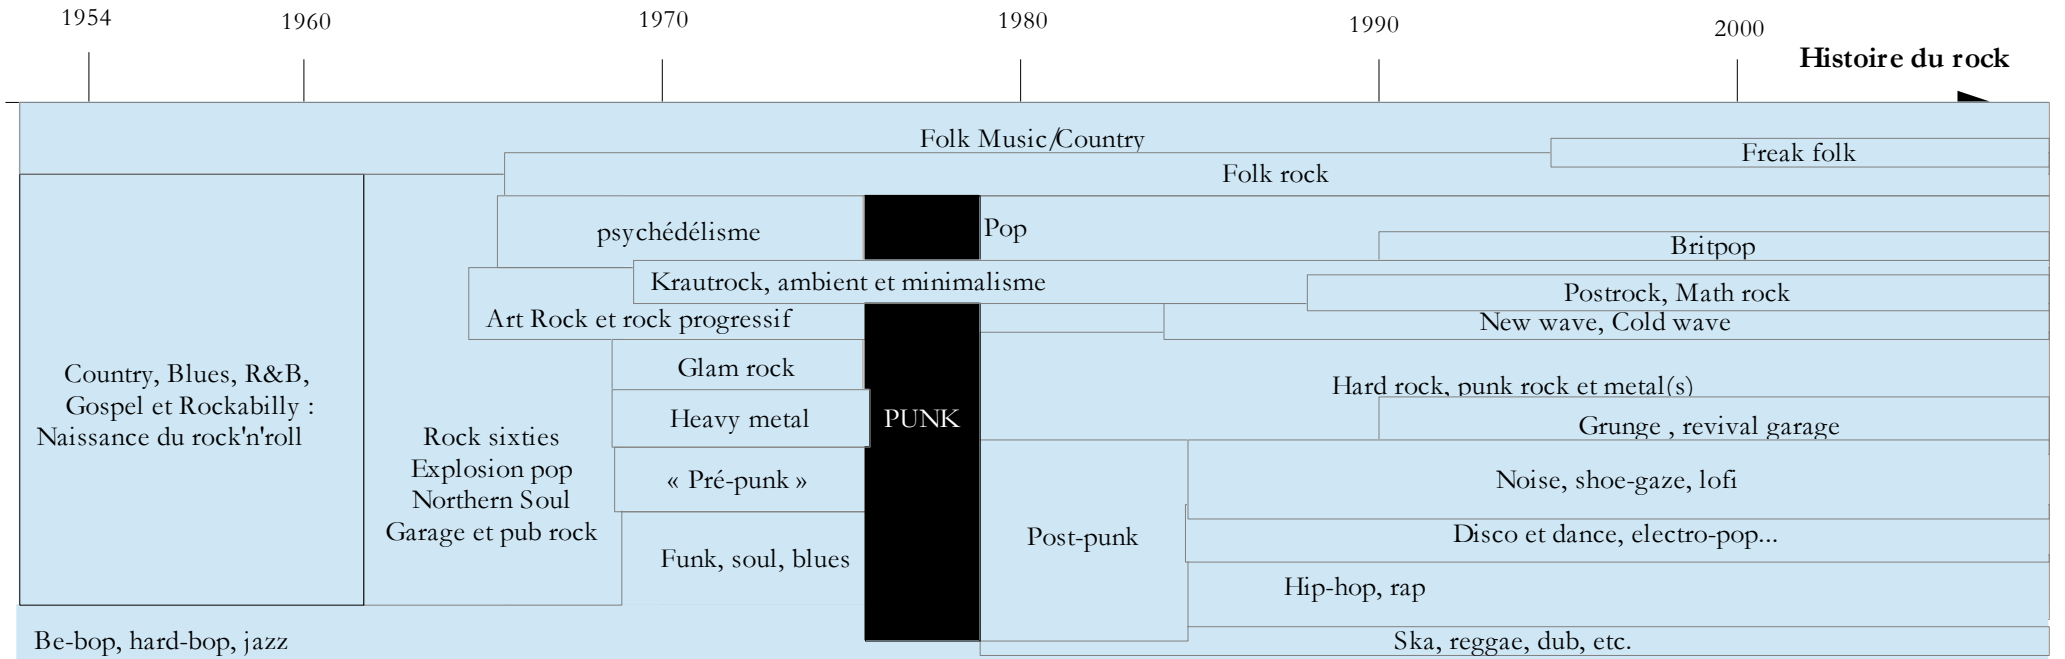 1954
1960
1970
1980
1990
2000
Histoire du rock
Folk Music/Country
Freak folk
Folk rock
psychédélisme
Pop
Britpop
Krautrock, ambient et minimalisme
Postrock, Math rock
Art Rock et rock progressif
New wave, Cold wave
Glam rock
Country, Blues, R&B,
Gospel et Rockabilly :
Naissance du rock'n'roll
Hard rock, punk rock et metal(s)
Heavy metal
PUNK
Grunge , revival garage
Rock sixties
Explosion pop
Northern Soul
Garage et pub rock
« Pré-punk »
Noise, shoe-gaze, lofi
Post-punk
Disco et dance, electro-pop...
Funk, soul, blues
Hip-hop, rap
Be-bop, hard-bop, jazz
Ska, reggae, dub, etc.